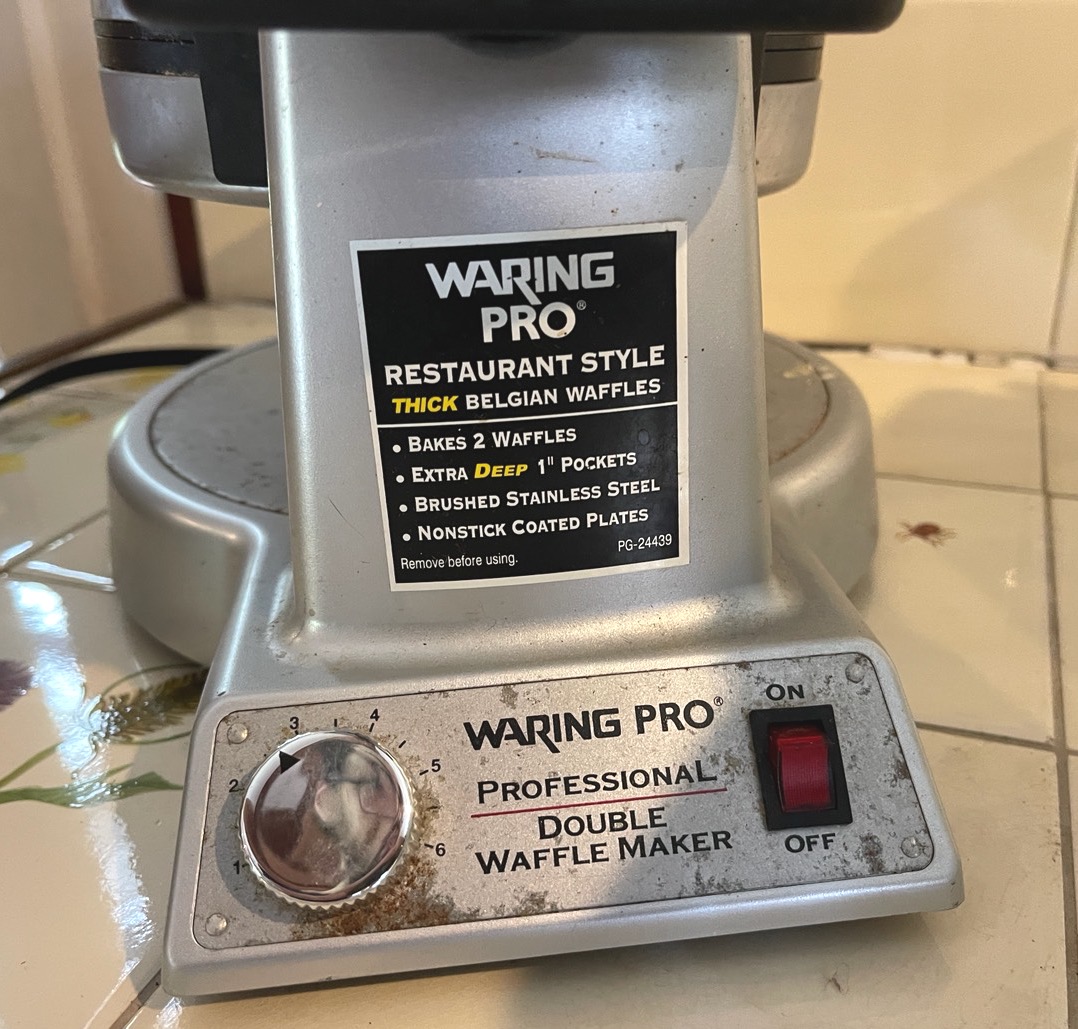 WARING
PRO®
RESTAURANT STYLE
THICK BELGIAN WAFFLES
• BAKES 2 WAFFLES
• EXTRA DEEP 1" POCKETS
• BRUSHED STAINLESS STEEL
• NONSTICK COATED PLATES
Remove before using. PG-24439
WARING PRO®
PROFESSIONAL
DOUBLE
WAFFLE MAKER
ON
OFF
1
2
3
4
5
6